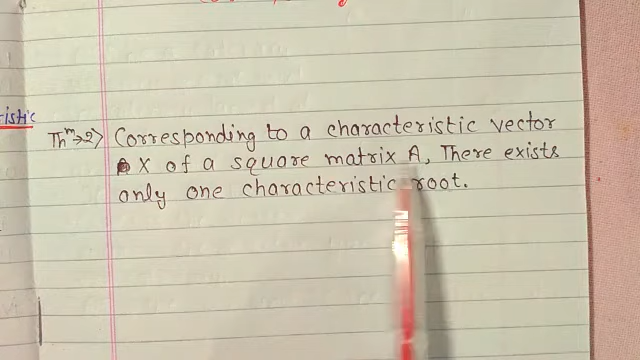 istic
Thᵐ→2> Corresponding to a characteristic vector
X of a square matrix A, There exists
only one characteristic root.